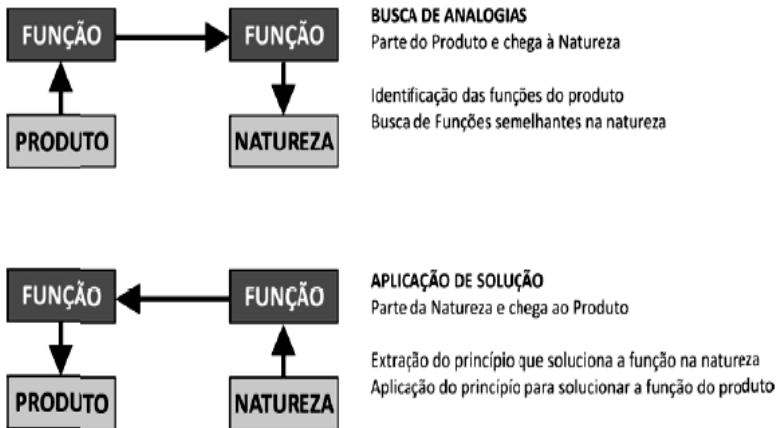 FUNÇÃO
FUNÇÃO
PRODUTO
NATUREZA
BUSCA DE ANALOGIAS
Parte do Produto e chega à Natureza
Identificação das funções do produto
Busca de Funções semelhantes na natureza
FUNÇÃO
FUNÇÃO
PRODUTO
NATUREZA
APLICAÇÃO DE SOLUÇÃO
Parte da Natureza e chega ao Produto
Extração do princípio que soluciona a função na natureza
Aplicação do princípio para solucionar a função do produto